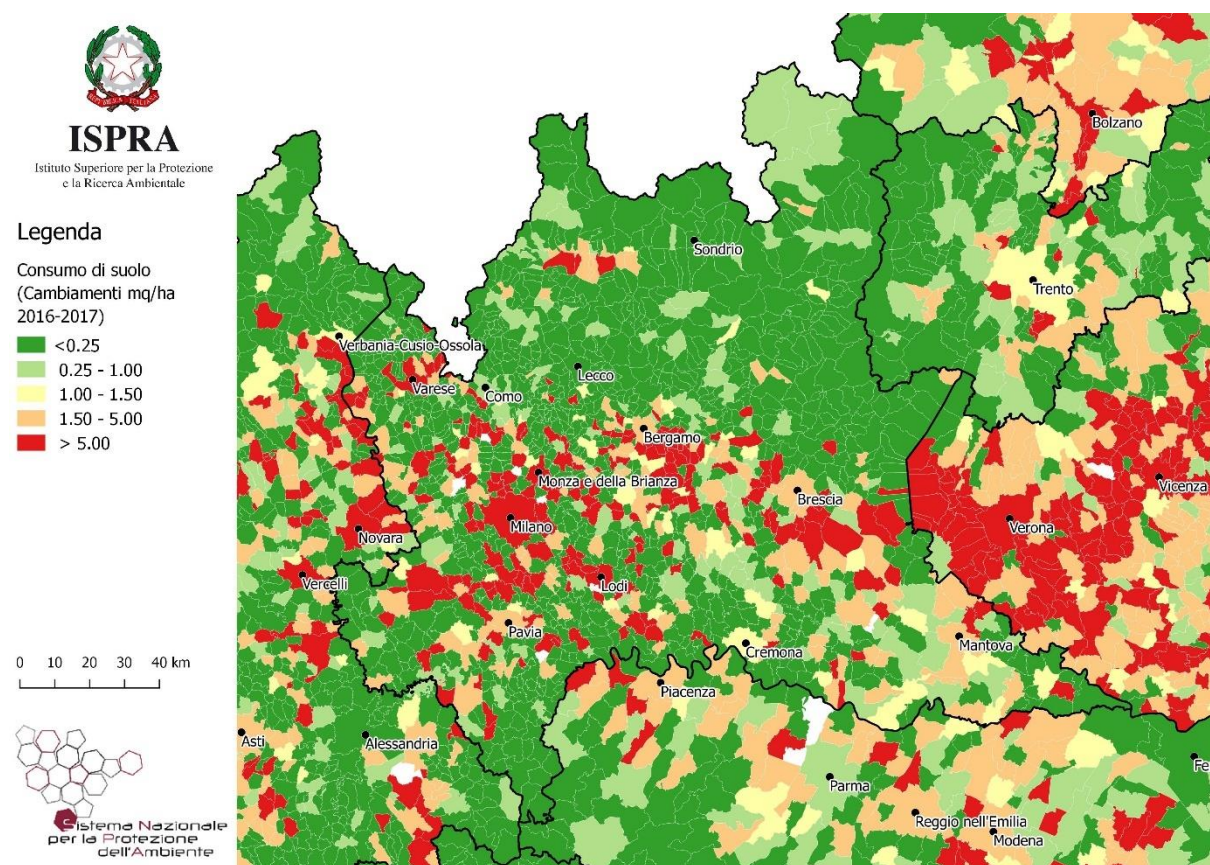 ISPRA
Istituto Superiore per la Protezione
e la Ricerca Ambientale
Legenda
Consumo di suolo
(Cambiamenti mq/ha
2016-2017)
<0.25
0.25 - 1.00
1.00 - 1.50
1.50 - 5.00
> 5.00
0 10 20 30 40 km
Sistema Nazionale
per la Protezione
dell'Ambiente
Bolzano
Sondrio
Trento
Verbania-Cusio-Ossola
Lecco
Varese
Como
Bergamo
Monza e della Brianza
Brescia
Vicenza
Milano
Verona
Novara
Vercelli
Lodi
Pavia
Cremona
Mantova
Piacenza
Asti
Alessandria
Fe
Parma
Reggio nell'Emilia
Modena